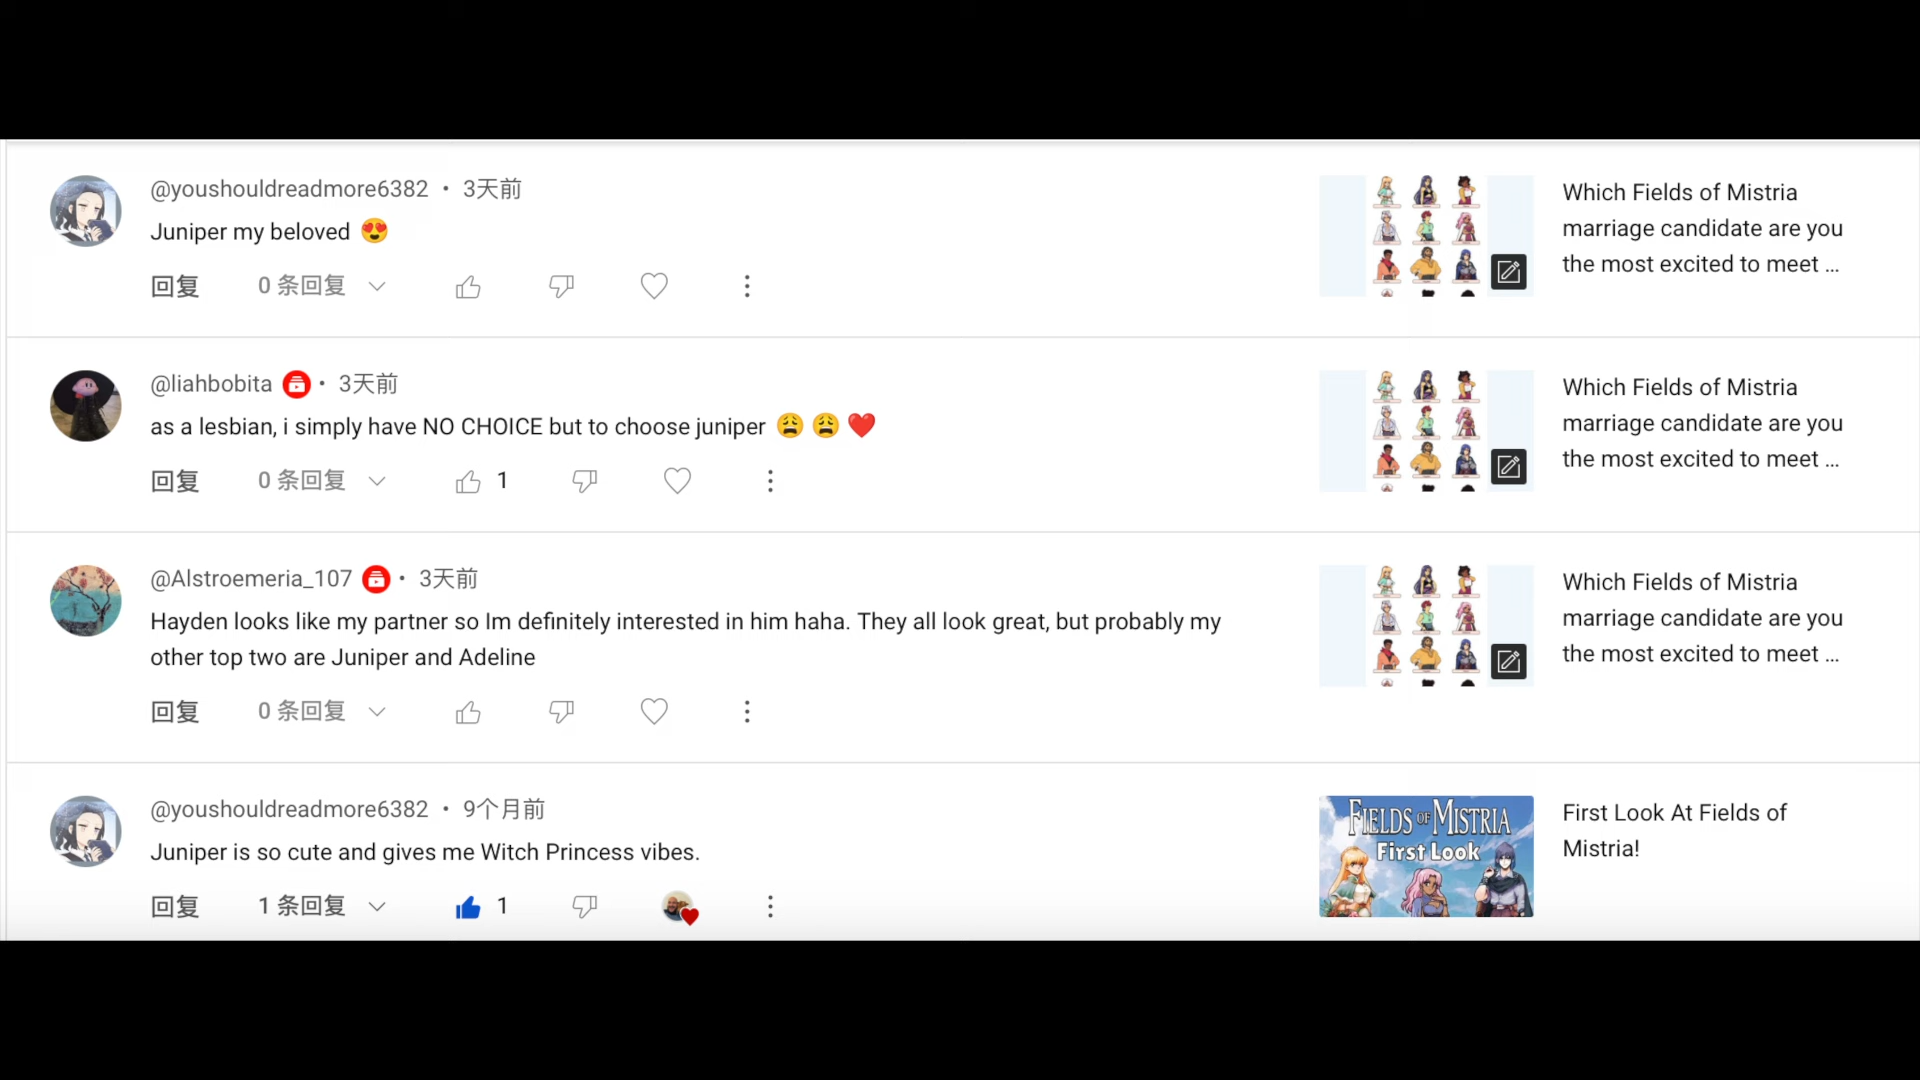 @youshouldreadmore6382 • 3天前
Juniper my beloved 😍
回复 0 条回复
Which Fields of Mistria
marriage candidate are you
the most excited to meet ...
@liahbobita • 3天前
as a lesbian, i simply have NO CHOICE but to choose juniper 😩 😩 ❤️
回复 0 条回复 1
Which Fields of Mistria
marriage candidate are you
the most excited to meet ...
@Alstroemeria_107 • 3天前
Hayden looks like my partner so Im definitely interested in him haha. They all look great, but probably my
other top two are Juniper and Adeline
回复 0 条回复
Which Fields of Mistria
marriage candidate are you
the most excited to meet ...
@youshouldreadmore6382 • 9个月前
Juniper is so cute and gives me Witch Princess vibes.
回复 1 条回复 1
FIELDS OF MISTRIA
First Look
First Look At Fields of
Mistria!